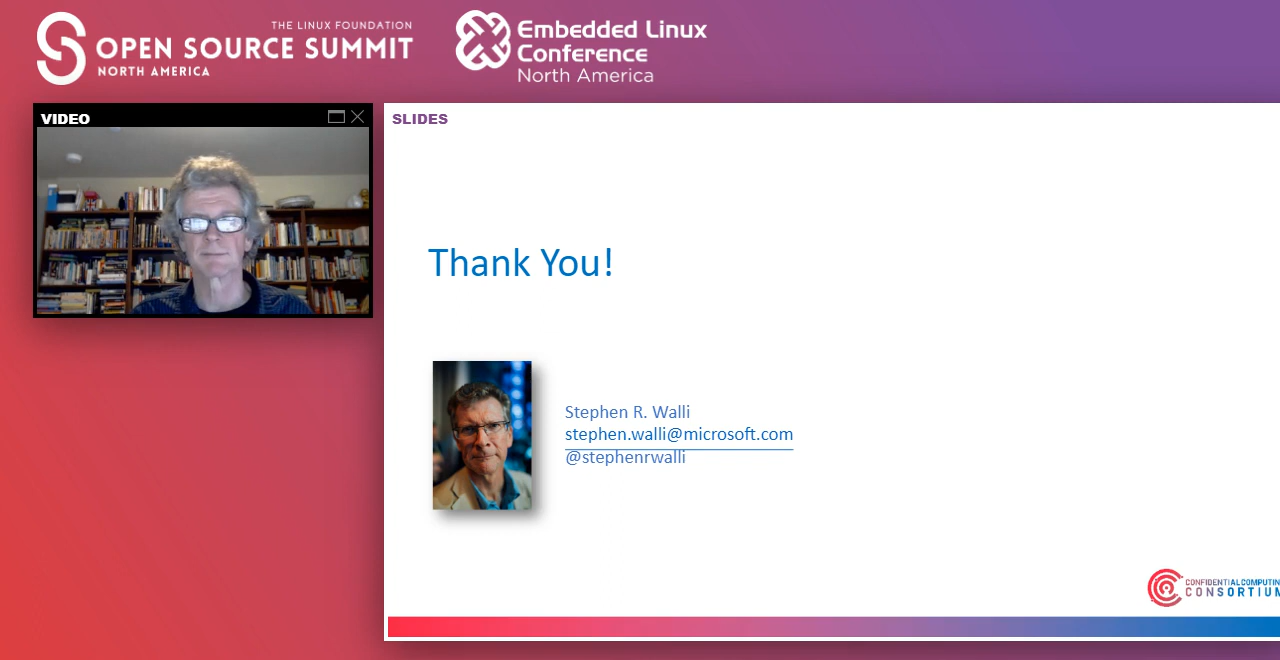 THE LINUX FOUNDATION
OPEN SOURCE SUMMIT
NORTH AMERICA
Embedded Linux
Conference
North America
VIDEO
SLIDES
Thank You!
Stephen R. Walli
stephen.walli@microsoft.com
@stephenrwalli
CONFIDENTIAL COMPUTIN
CONSORTIUM